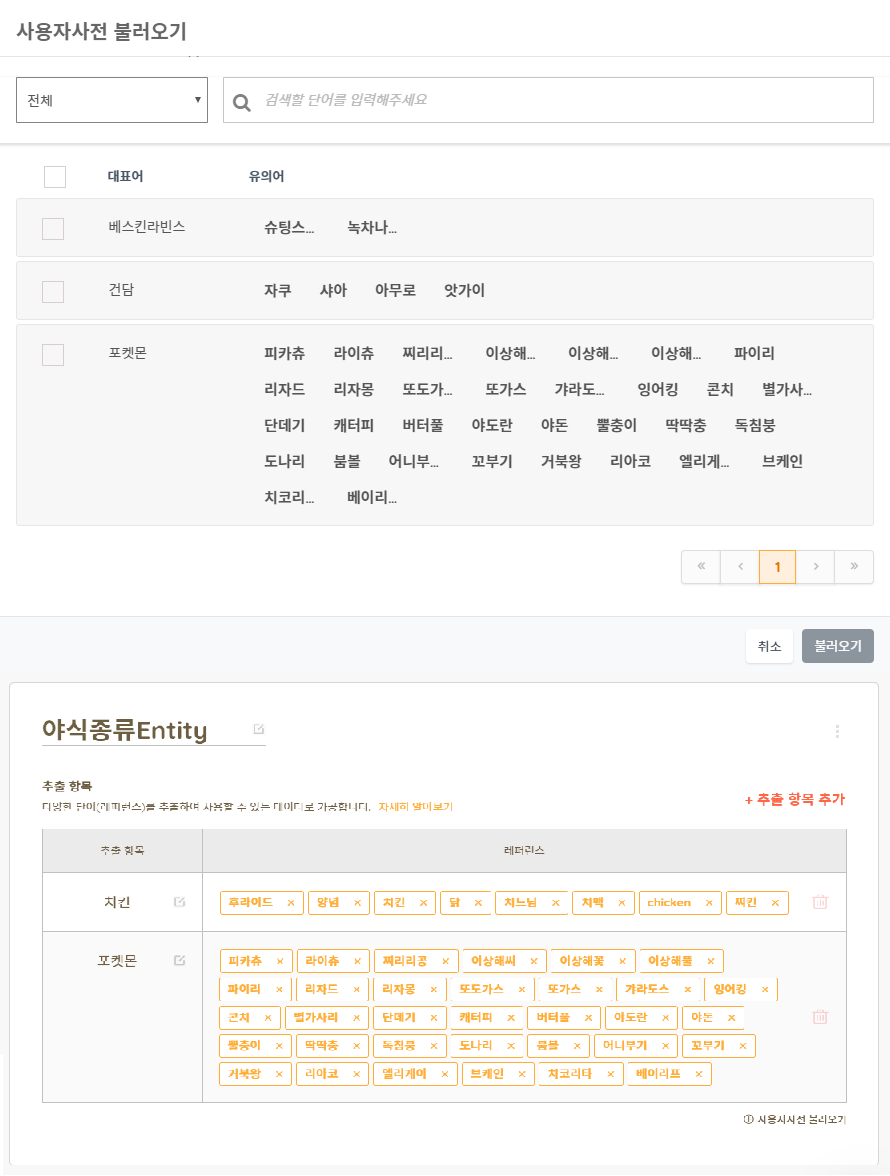 사용자사전 불러오기
전체 검색할 단어를 입력해주세요
대표어 유의어
베스킨라빈스 슈팅스... 녹차나...
건담 자쿠 샤아 아무로 앗가이
포켓몬 피카츄 라이츄 찌리리... 이상해... 이상해... 이상해... 파이리
리자드 리자몽 또도가... 또가스 갸라도... 잉어킹 콘치 별가사...
단데기 캐터피 버터풀 야도란 야돈 뿔충이 딱딱충 독침붕
도나리 붐볼 어니부... 꼬부기 거북왕 리아코 엘리게... 브케인
치코리... 베이리...
« ‹ 1 › »
취소 불러오기
야식종류Entity
추출 항목
다양한 단어(레퍼런스)를 추출하여 사용할 수 있는 데이터로 가공합니다. 자세히 알아보기
+ 추출 항목 추가
추출 항목 레퍼런스
치킨 후라이드 × 양념 × 치킨 × 닭 × 치느님 × 치맥 × chicken × 찌킨 ×
포켓몬 피카츄 × 라이츄 × 찌리리공 × 이상해씨 × 이상해꽃 × 이상해풀 ×
파이리 × 리자드 × 리자몽 × 또도가스 × 또가스 × 갸라도스 × 잉어킹 ×
콘치 × 별가사리 × 단데기 × 캐터피 × 버터풀 × 야도란 × 야돈 ×
뿔충이 × 딱딱충 × 독침붕 × 도나리 × 붐볼 × 어니부기 × 꼬부기 ×
거북왕 × 리아코 × 엘리게이 × 브케인 × 치코리타 × 베이리프 ×
사용자사전 불러오기